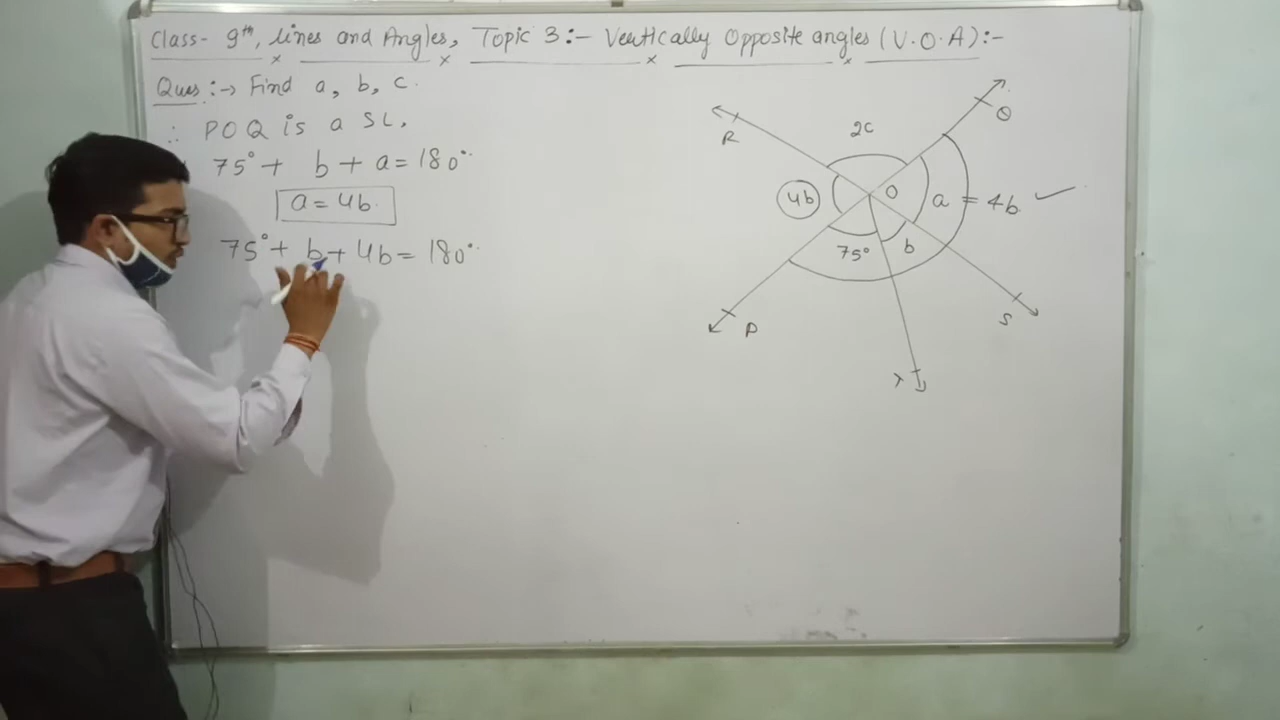 Class- 9th, Lines and Angles, Topic 3:- Vertically Opposite angles (V.O.A):-
Ques:-> Find a, b, c.
∴ POQ is a SL,
75° + b + a = 180°
a = 4b
75° + b + 4b = 180°
R
2c
Q
4b
O
a = 4b
75°
b
P
S